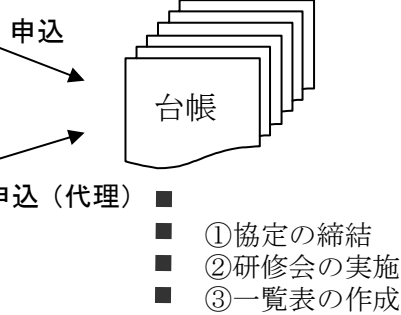 申込
台帳
申込（代理）
①協定の締結
②研修会の実施
③一覧表の作成